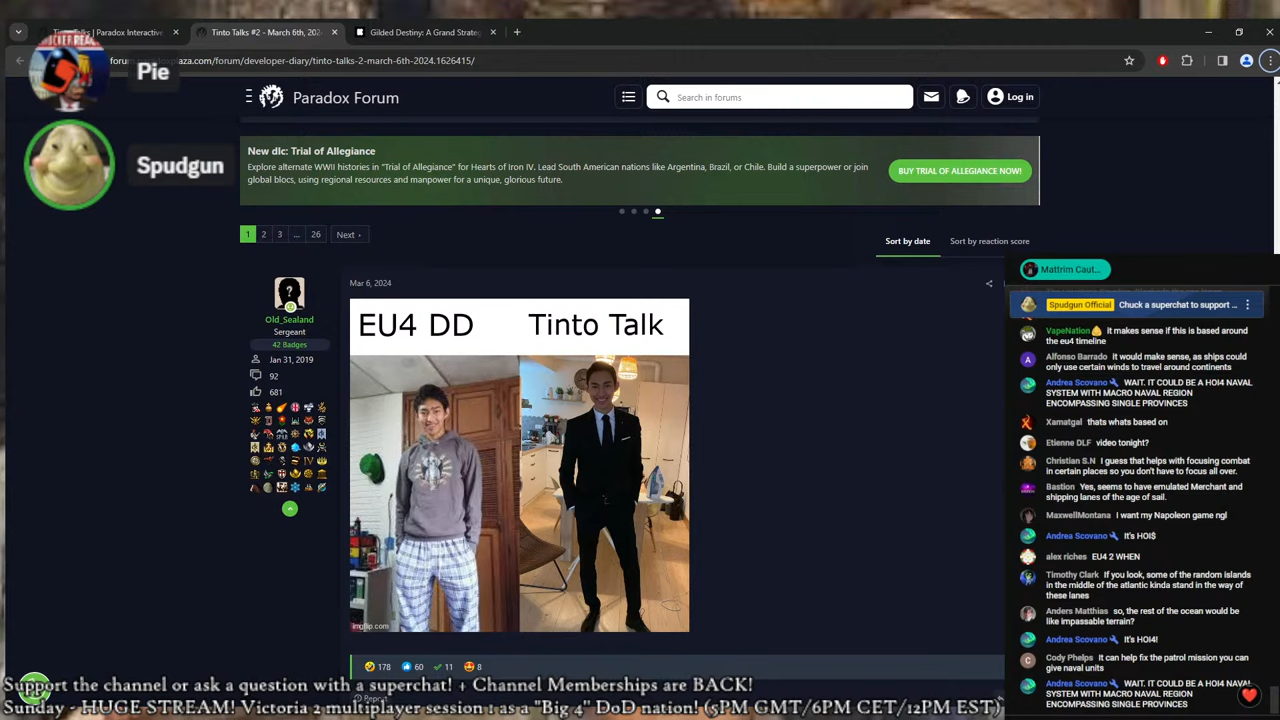 Talks | Paradox Interactive
Tinto Talks #2 - March 6th, 202
Gilded Destiny: A Grand Strateg
forum.paradoxplaza.com/forum/developer-diary/tinto-talks-2-march-6th-2024.1626415/
Pie
Spudgun
Paradox Forum
Search in forums
Log in
New dlc: Trial of Allegiance
Explore alternate WWII histories in "Trial of Allegiance" for Hearts of Iron IV. Lead South American nations like Argentina, Brazil, or Chile. Build a superpower or join
global blocs, using regional resources and manpower for a unique, glorious future.
BUY TRIAL OF ALLEGIANCE NOW!
1 2 3 ... 26 Next ›
Sort by date
Sort by reaction score
Mar 6, 2024
Old_Sealand
Sergeant
42 Badges
Jan 31, 2019
92
681
EU4 DD Tinto Talk
imgflip.com
178 60 11 8
Report
Mattrim Caut...
Spudgun Official Chuck a superchat to support ...
VapeNation it makes sense if this is based around
the eu4 timeline
Alfonso Barrado it would make sense, as ships could
only use certain winds to travel around continents
Andrea Scovano WAIT. IT COULD BE A HOI4 NAVAL
SYSTEM WITH MACRO NAVAL REGION
ENCOMPASSING SINGLE PROVINCES
Xamatgal thats whats based on
Etienne DLF video tonight?
Christian S.N I guess that helps with focusing combat
in certain places so you don't have to focus all over.
Bastion Yes, seems to have emulated Merchant and
shipping lanes of the age of sail.
MaxwellMontana I want my Napoleon game ngl
Andrea Scovano It's HOI$
alex riches EU4 2 WHEN
Timothy Clark If you look, some of the random islands
in the middle of the atlantic kinda stand in the way of
these lanes
Anders Matthias so, the rest of the ocean would be
like impassable terrain?
Andrea Scovano It's HOI4!
Cody Phelps It can help fix the patrol mission you can
give naval units
Andrea Scovano WAIT. IT COULD BE A HOI4 NAVAL
SYSTEM WITH MACRO NAVAL REGION
ENCOMPASSING SINGLE PROVINCES
Support the channel or ask a question with a superchat! + Channel Memberships are BACK!
Sunday - HUGE STREAM! Victoria 2 multiplayer session 1 as a "Big 4" DoD nation! (5PM GMT/6PM CET/12PM EST)